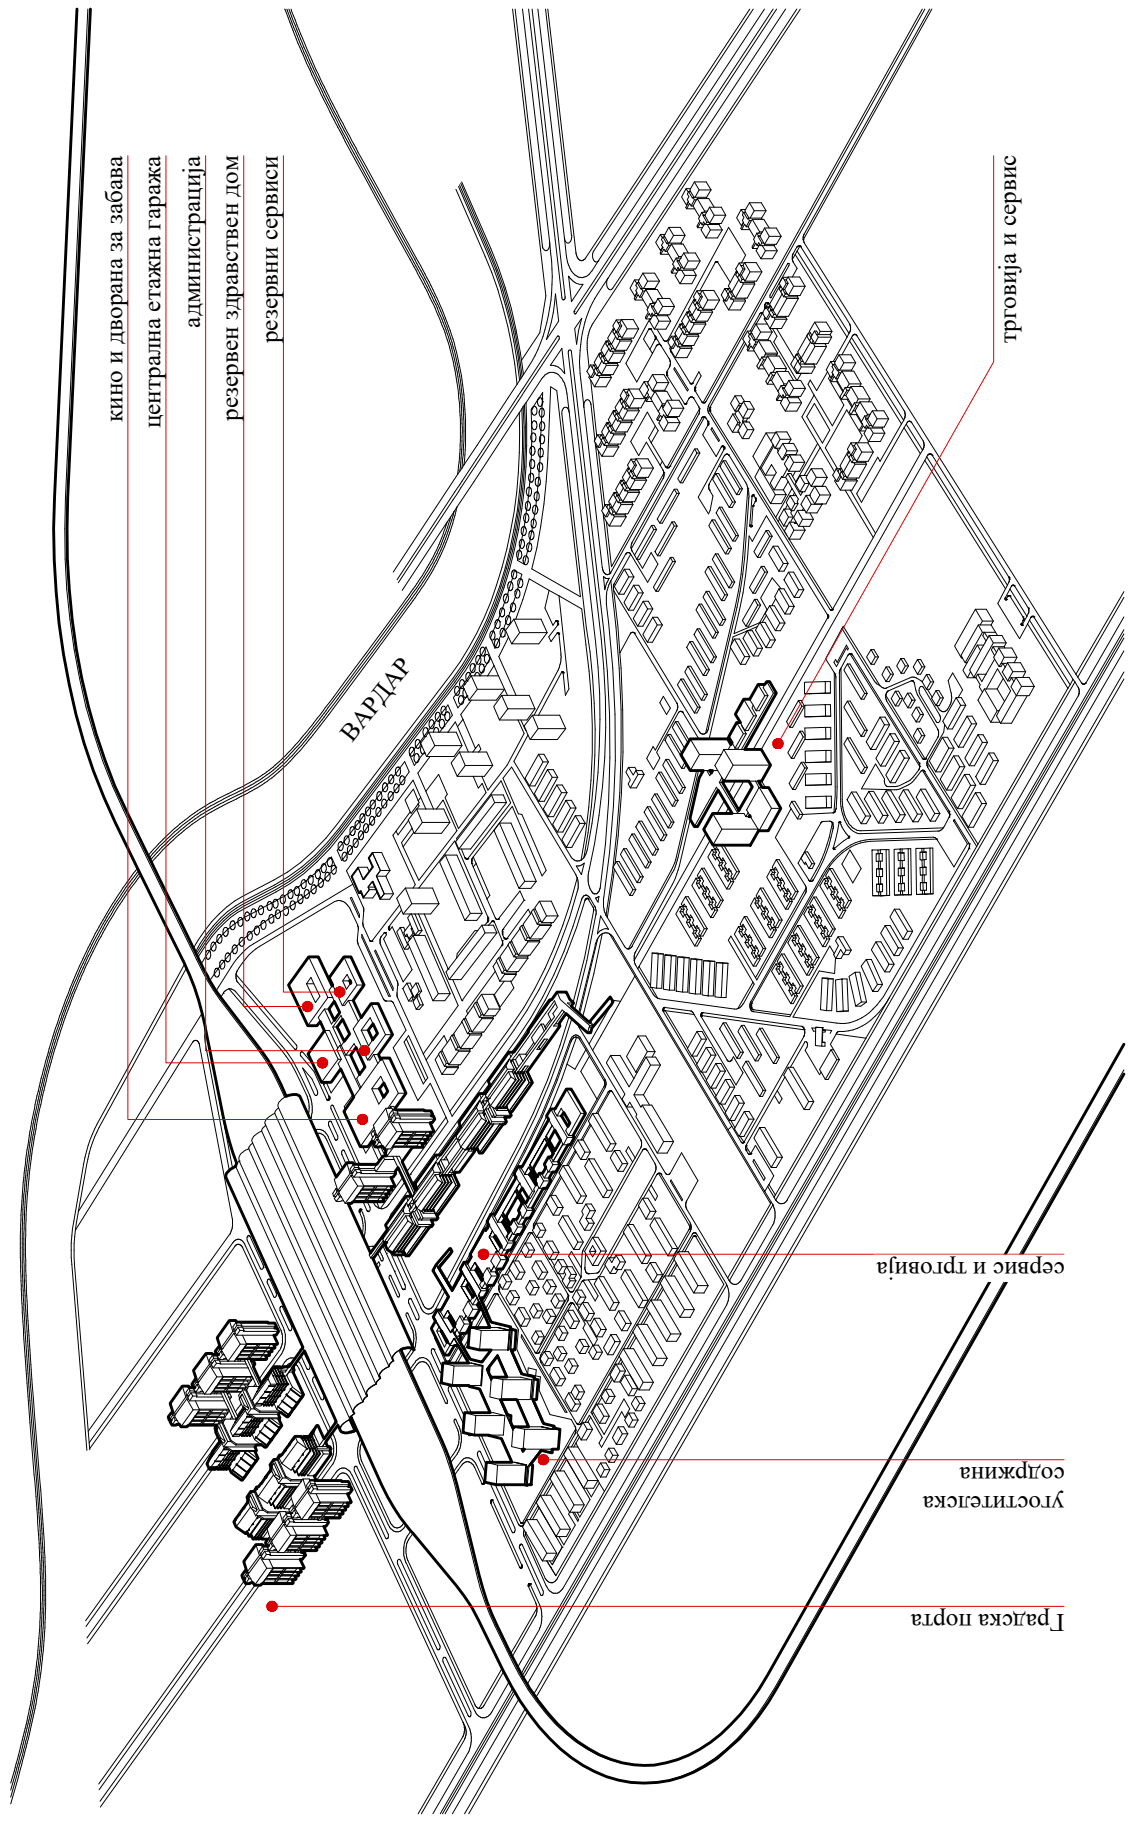 кино и дворана за забава
централна етажна гаража
администрација
резервен здравствен дом
резервни сервиси
ВАРДАР
трговија и сервис
сервис и трговија
угостителска
содржина
Градска порта